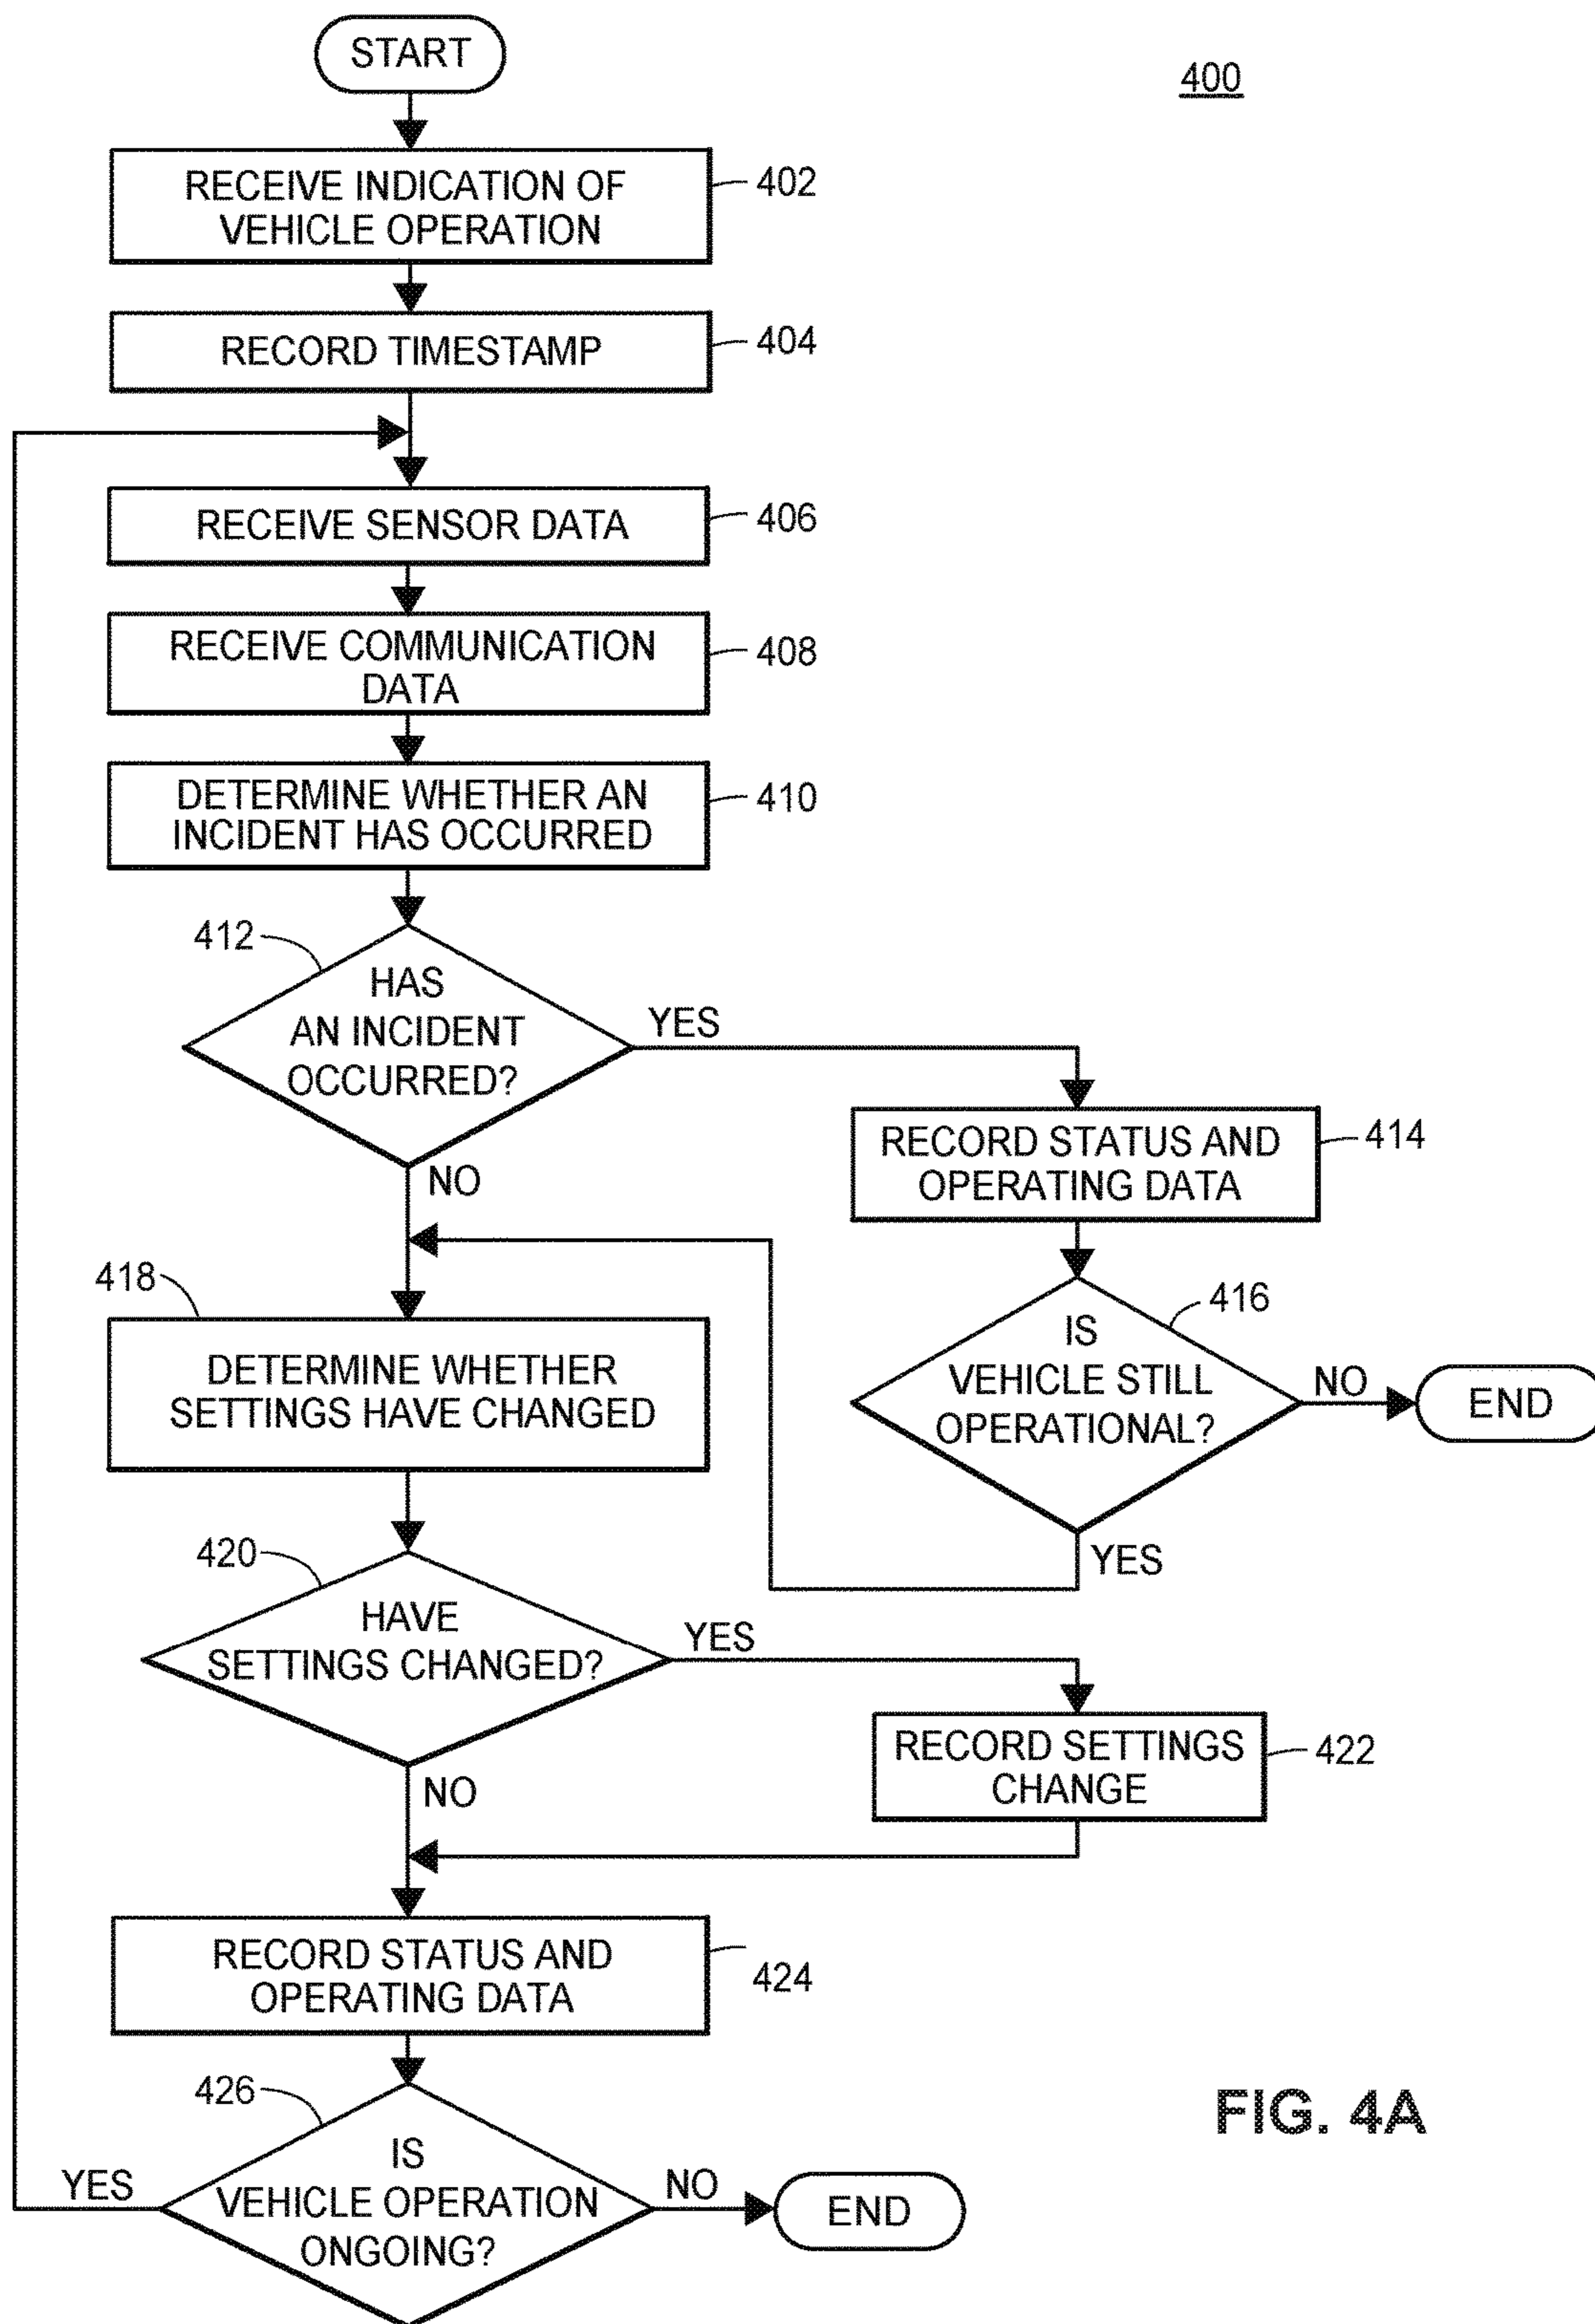 START
400
RECEIVE INDICATION OF
VEHICLE OPERATION
402
RECORD TIMESTAMP
404
RECEIVE SENSOR DATA
406
RECEIVE COMMUNICATION
DATA
408
DETERMINE WHETHER AN
INCIDENT HAS OCCURRED
410
412
HAS
AN INCIDENT
OCCURRED?
YES
NO
RECORD STATUS AND
OPERATING DATA
414
416
IS
VEHICLE STILL
OPERATIONAL?
NO
END
YES
418
DETERMINE WHETHER
SETTINGS HAVE CHANGED
420
HAVE
SETTINGS CHANGED?
YES
NO
RECORD SETTINGS
CHANGE
422
RECORD STATUS AND
OPERATING DATA
424
426
IS
VEHICLE OPERATION
ONGOING?
YES
NO
END
FIG. 4A